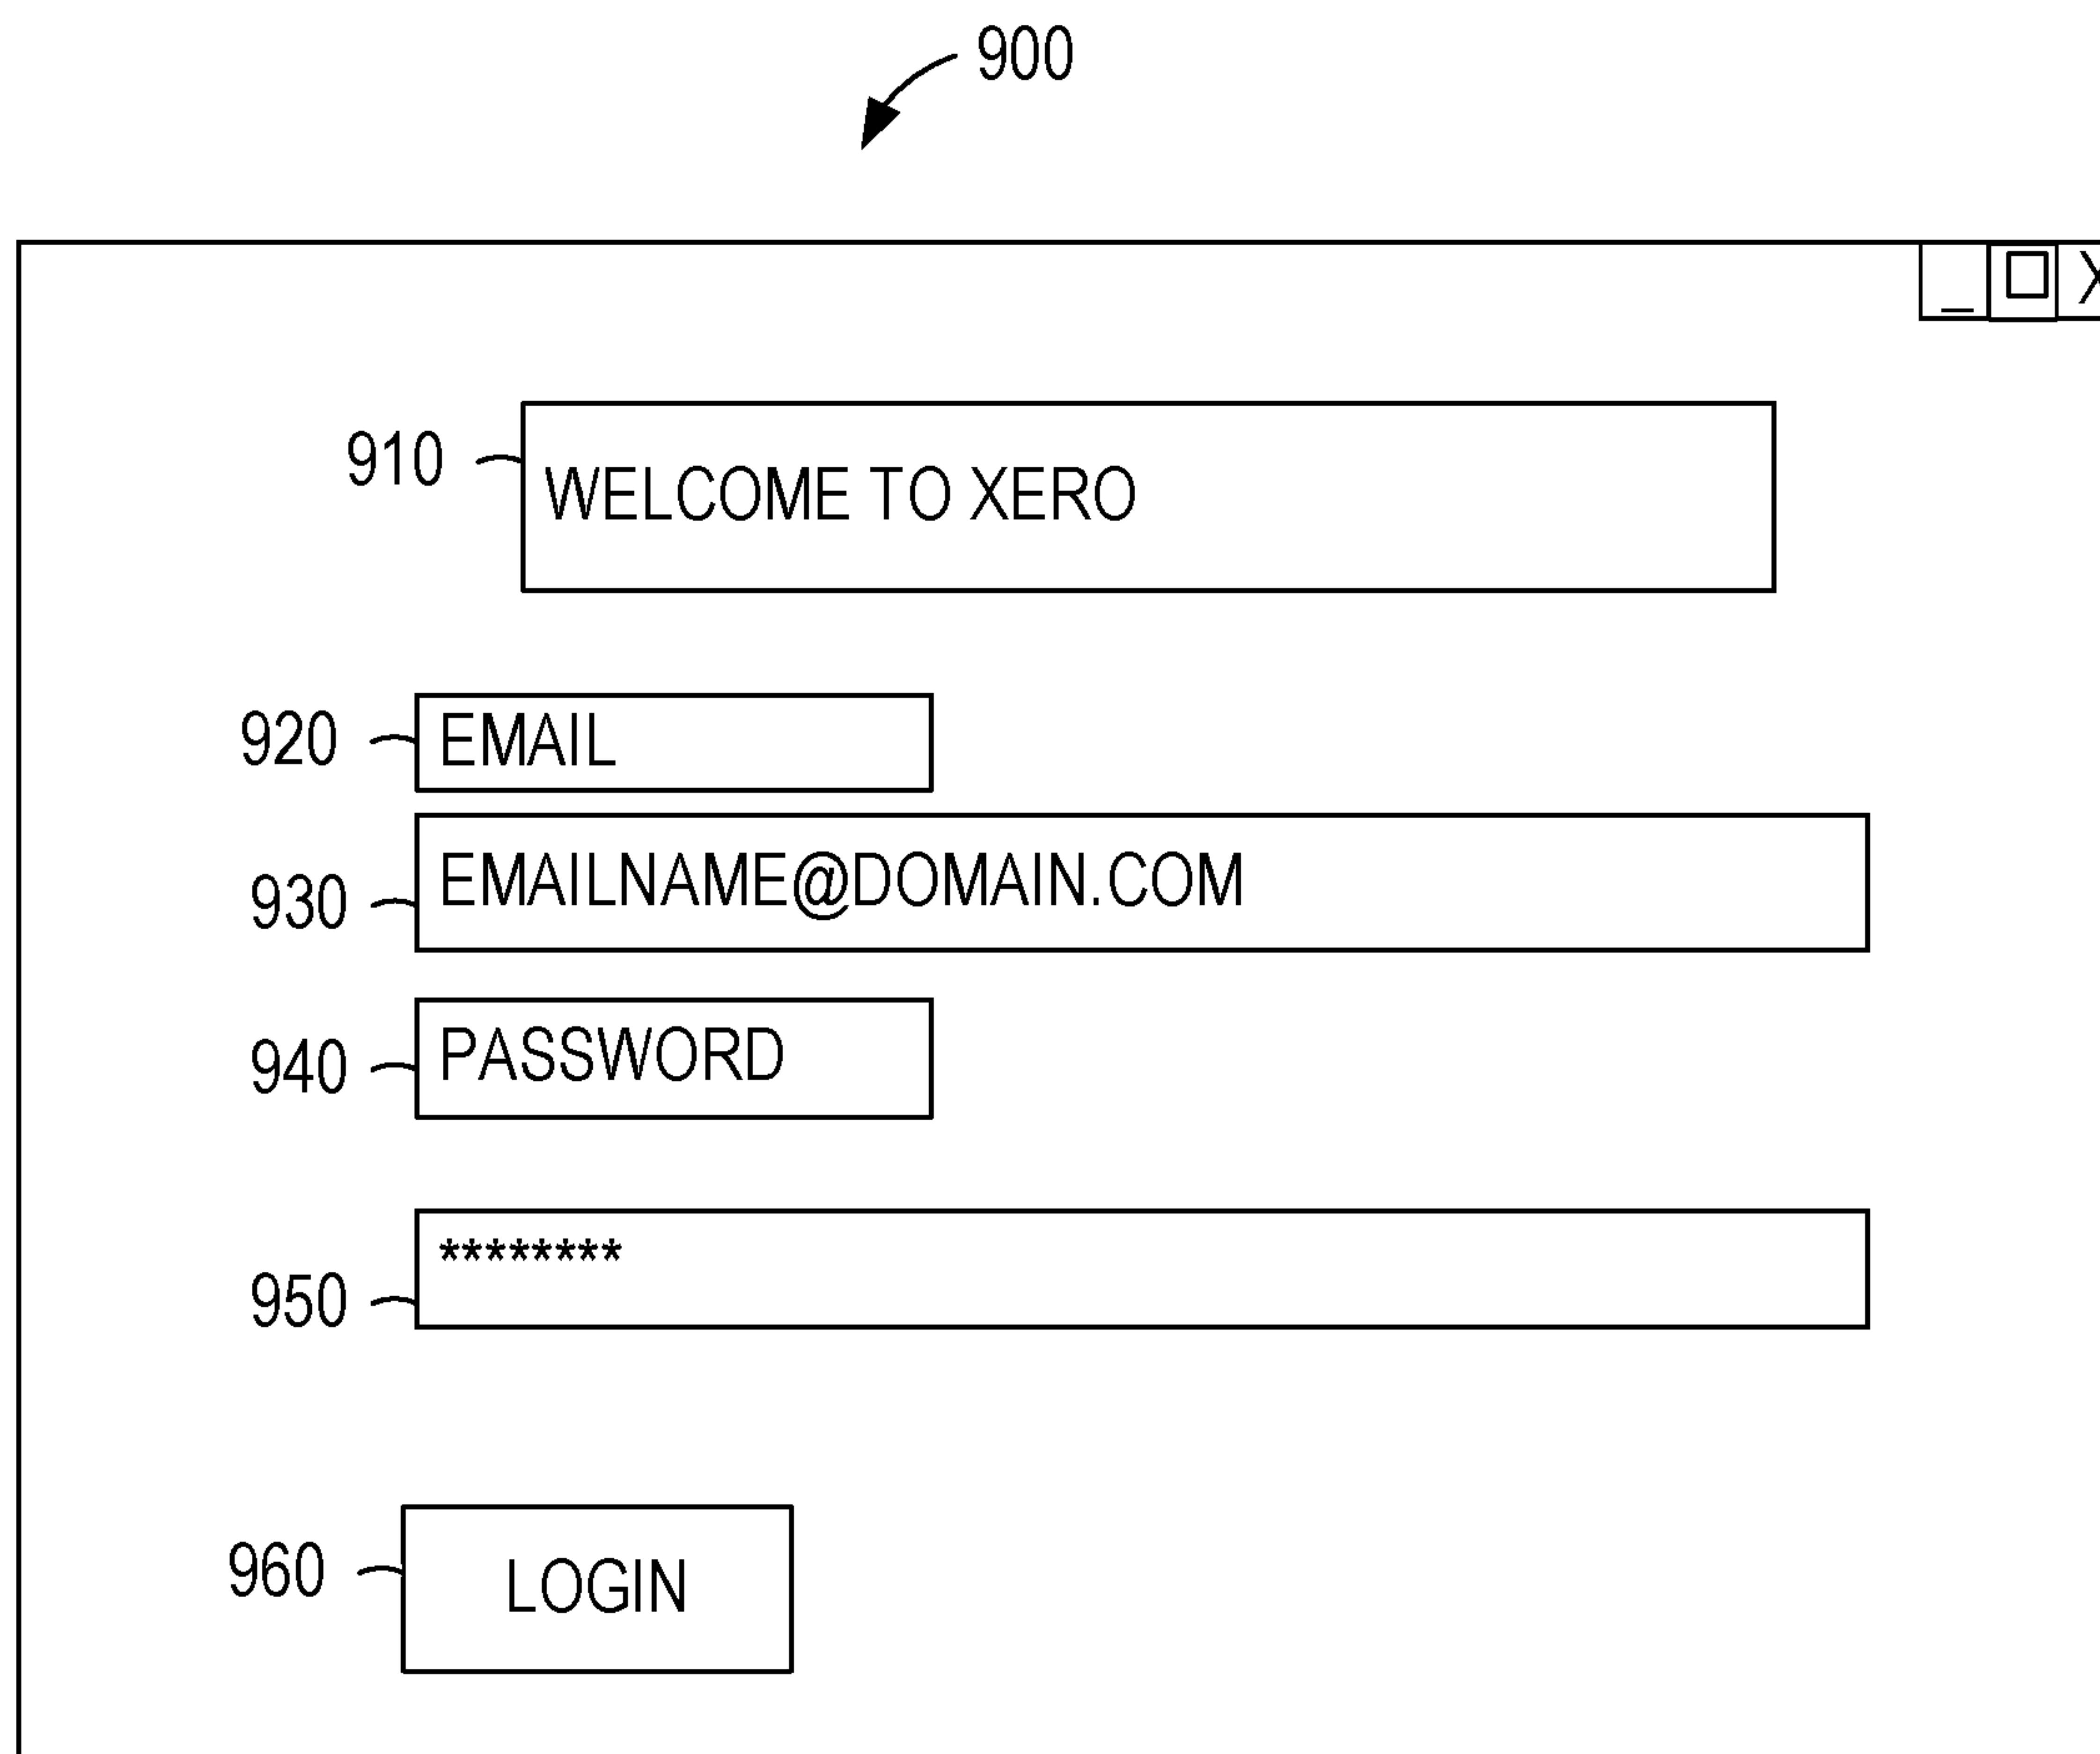 900
_ □ X
910 WELCOME TO XERO
920 EMAIL
930 EMAILNAME@DOMAIN.COM
940 PASSWORD
950 ********
960 LOGIN